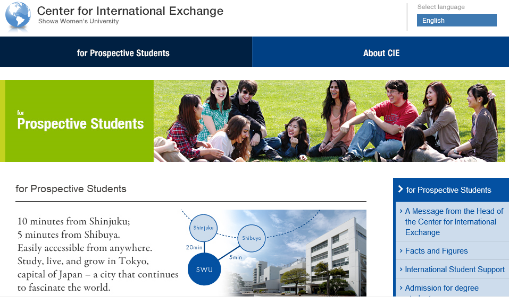 Center for International Exchange
Showa Women's University
Select language
English
for Prospective Students
About CIE
for
Prospective Students
for Prospective Students
10 minutes from Shinjuku;
5 minutes from Shibuya.
Easily accessible from anywhere.
Study, live, and grow in Tokyo,
capital of Japan – a city that continues
to fascinate the world.
Shinjuku
Shibuya
20min
5min
SWU
for Prospective Students
A Message from the Head of
the Center for International
Exchange
Facts and Figures
International Student Support
Admission for degree